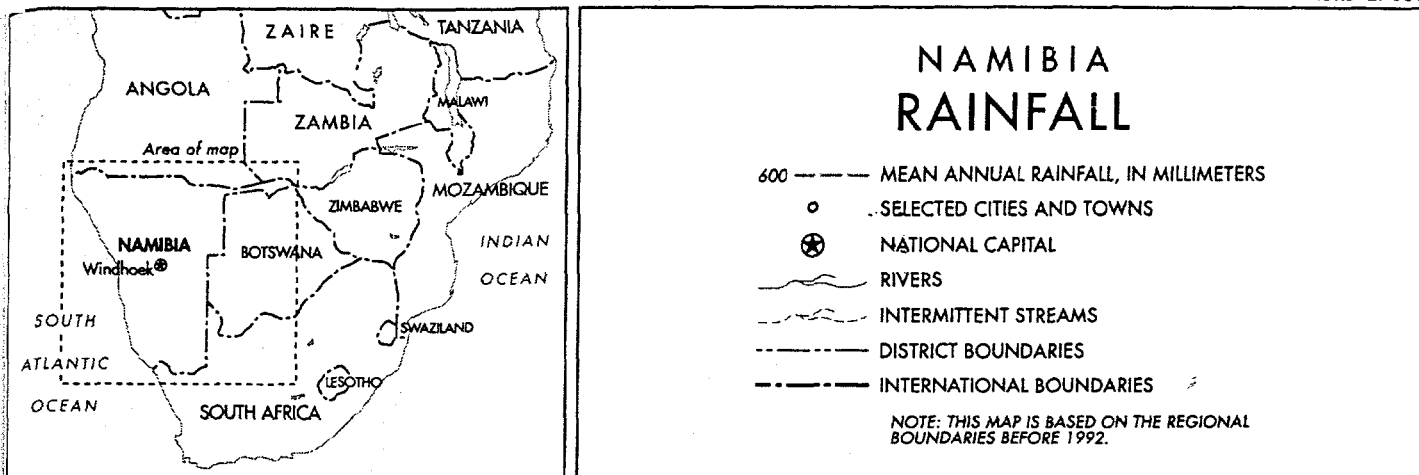 ZAIRE
TANZANIA
ANGOLA
MALAWI
ZAMBIA
Area of map
MOZAMBIQUE
ZIMBABWE
NAMIBIA
BOTSWANA
INDIAN
OCEAN
Windhoek
SOUTH
ATLANTIC
OCEAN
SWAZILAND
LESOTHO
SOUTH AFRICA
NAMIBIA
RAINFALL
600 MEAN ANNUAL RAINFALL, IN MILLIMETERS
SELECTED CITIES AND TOWNS
NATIONAL CAPITAL
RIVERS
INTERMITTENT STREAMS
DISTRICT BOUNDARIES
INTERNATIONAL BOUNDARIES
NOTE: THIS MAP IS BASED ON THE REGIONAL
BOUNDARIES BEFORE 1992.